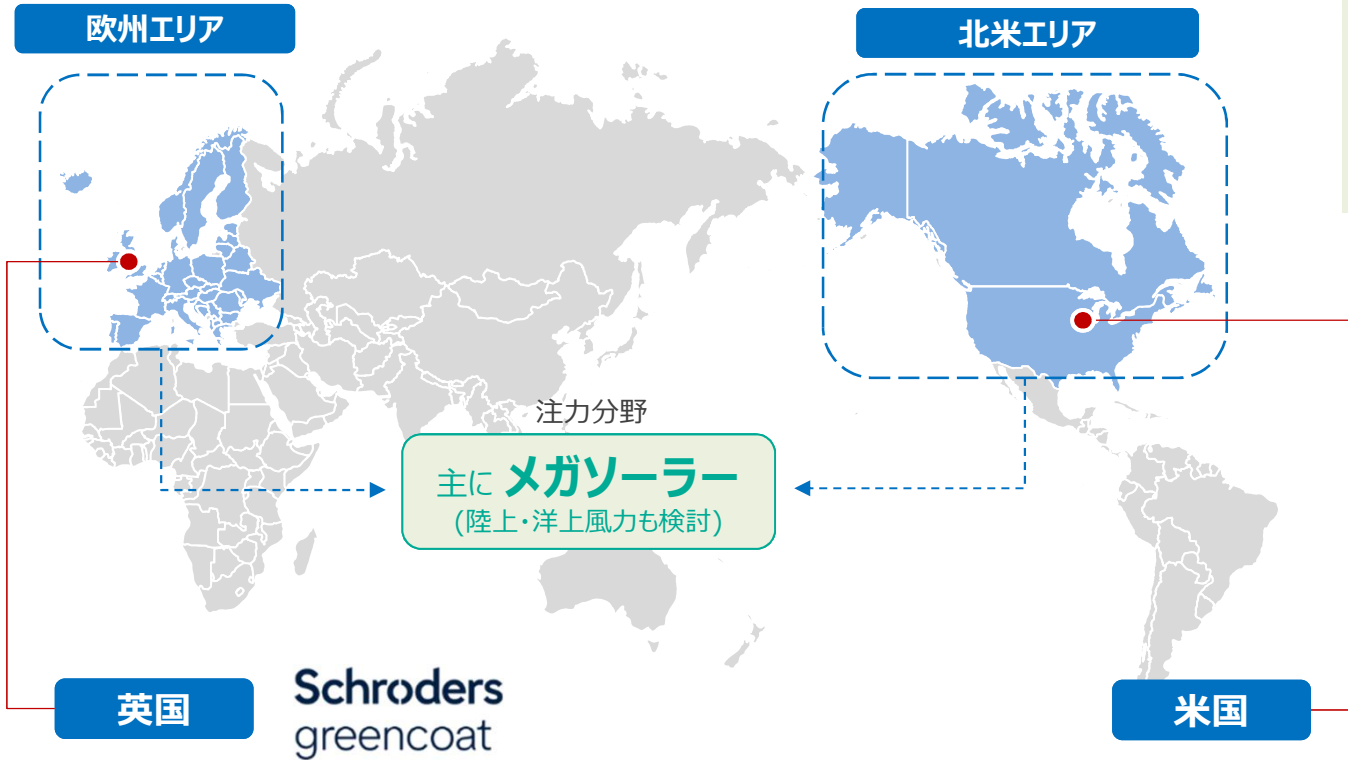 欧州エリア
北米エリア
注力分野
主に メガソーラー
(陸上・洋上風力も検討)
英国
Schroders
greencoat
米国